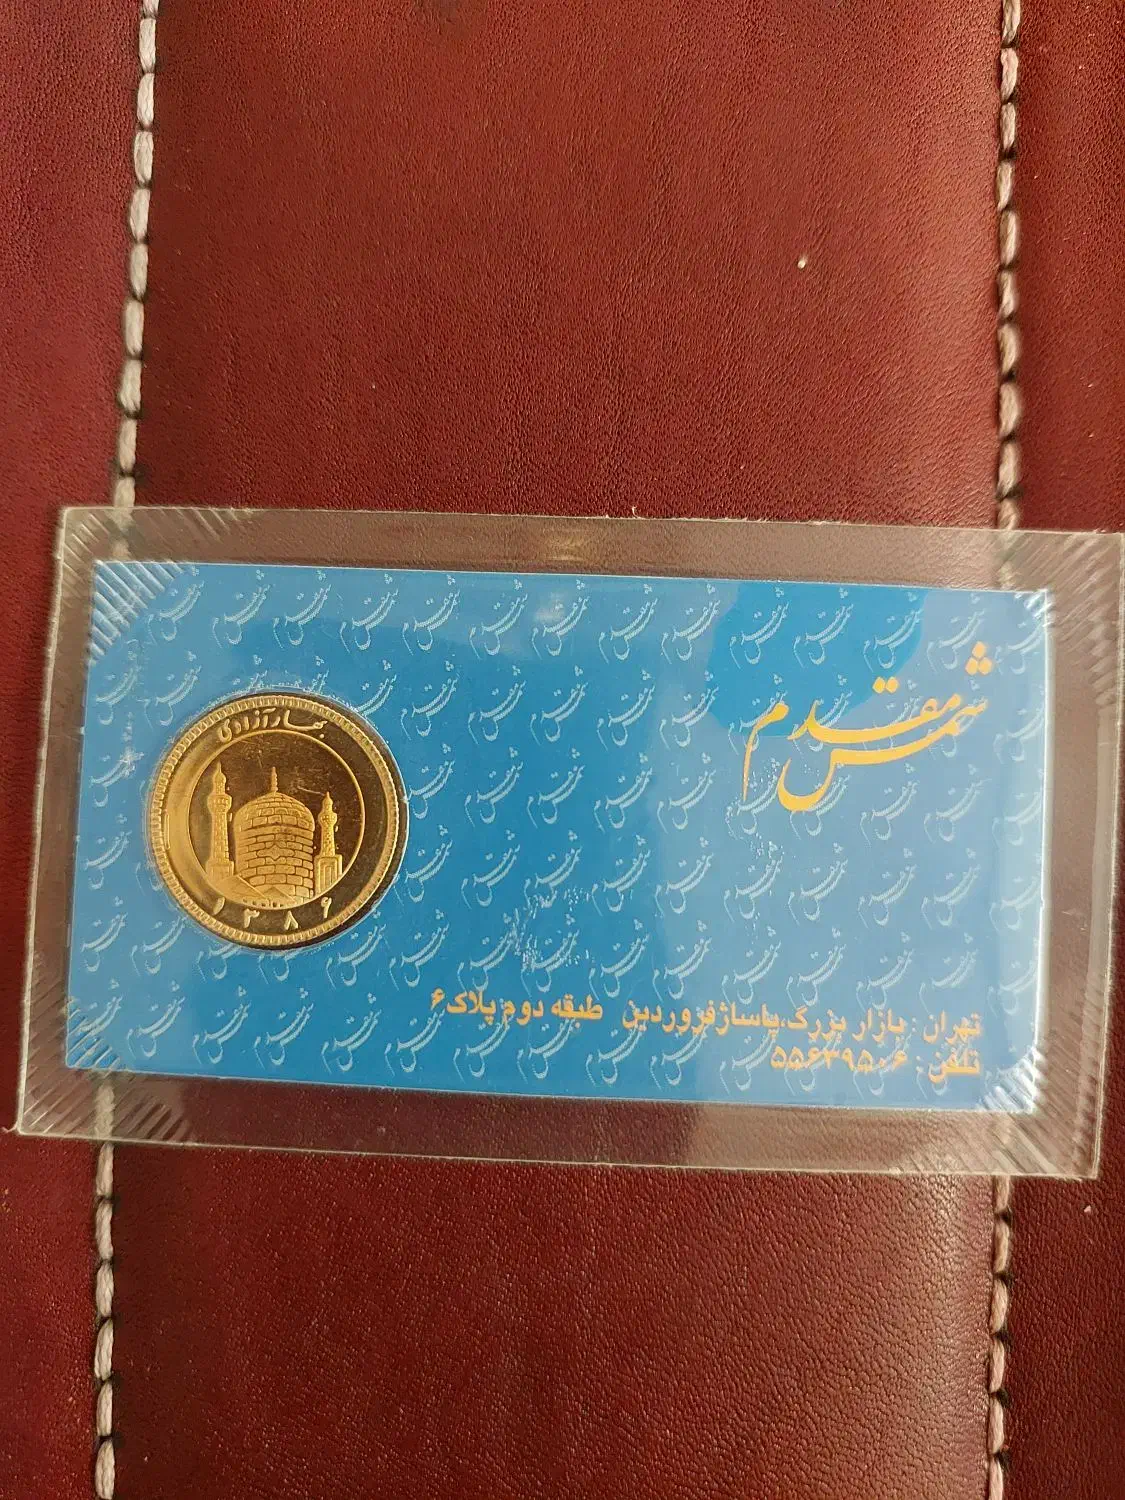 بهار آزادی
۱۳۸۶
شمس مقدم
تهران : بازار بزرگ، پاساژ فروردین طبقه دوم پلاک ۶
تلفن : ۵۵۶۳۹۵۰۶